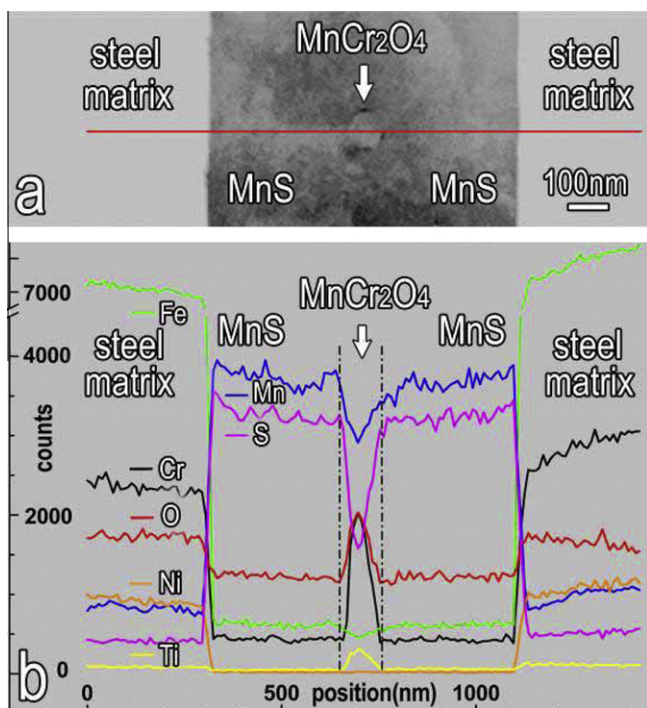 steel
matrix
MnCr₂O₄
steel
matrix
MnS
MnS
100nm
a
7000
Fe
MnCr₂O₄
MnS
MnS
4000
steel
matrix
steel
matrix
Mn
S
counts
Cr
2000
O
Ni
Ti
0
b
0
500
position(nm)
1000